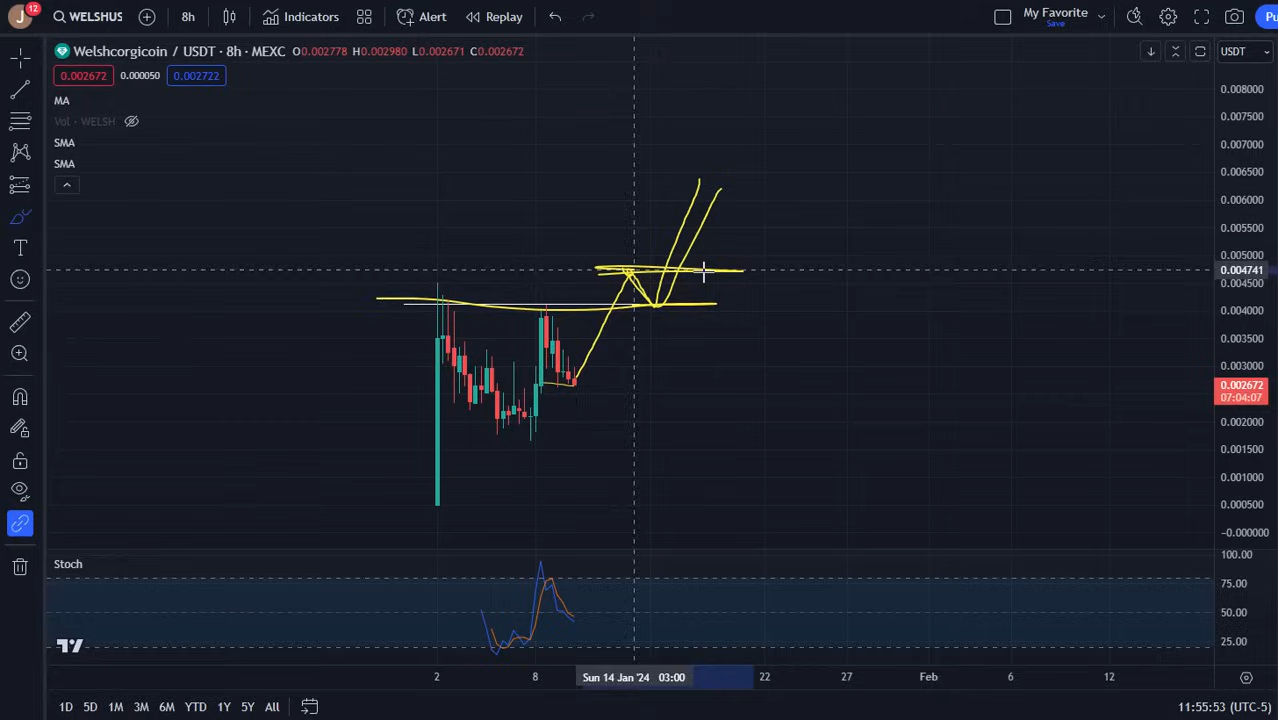 J 12 WELSHUS 8h Indicators Alert Replay My Favorite Save Pu
Welshcorgicoin / USDT · 8h · MEXC O0.002778 H0.002980 L0.002671 C0.002672 USDT
0.002672 0.000050 0.002722
MA
Vol · WELSH
SMA
SMA
0.008000
0.007500
0.007000
0.006500
0.006000
0.005500
0.005000
0.004741
0.004500
0.004000
0.003500
0.003000
0.002672
07:04:07
0.002000
0.001500
0.001000
0.000500
−0.000000
Stoch
100.00
75.00
50.00
25.00
2 8 Sun 14 Jan '24 03:00 22 27 Feb 6 12
1D 5D 1M 3M 6M YTD 1Y 5Y All 11:55:53 (UTC-5)